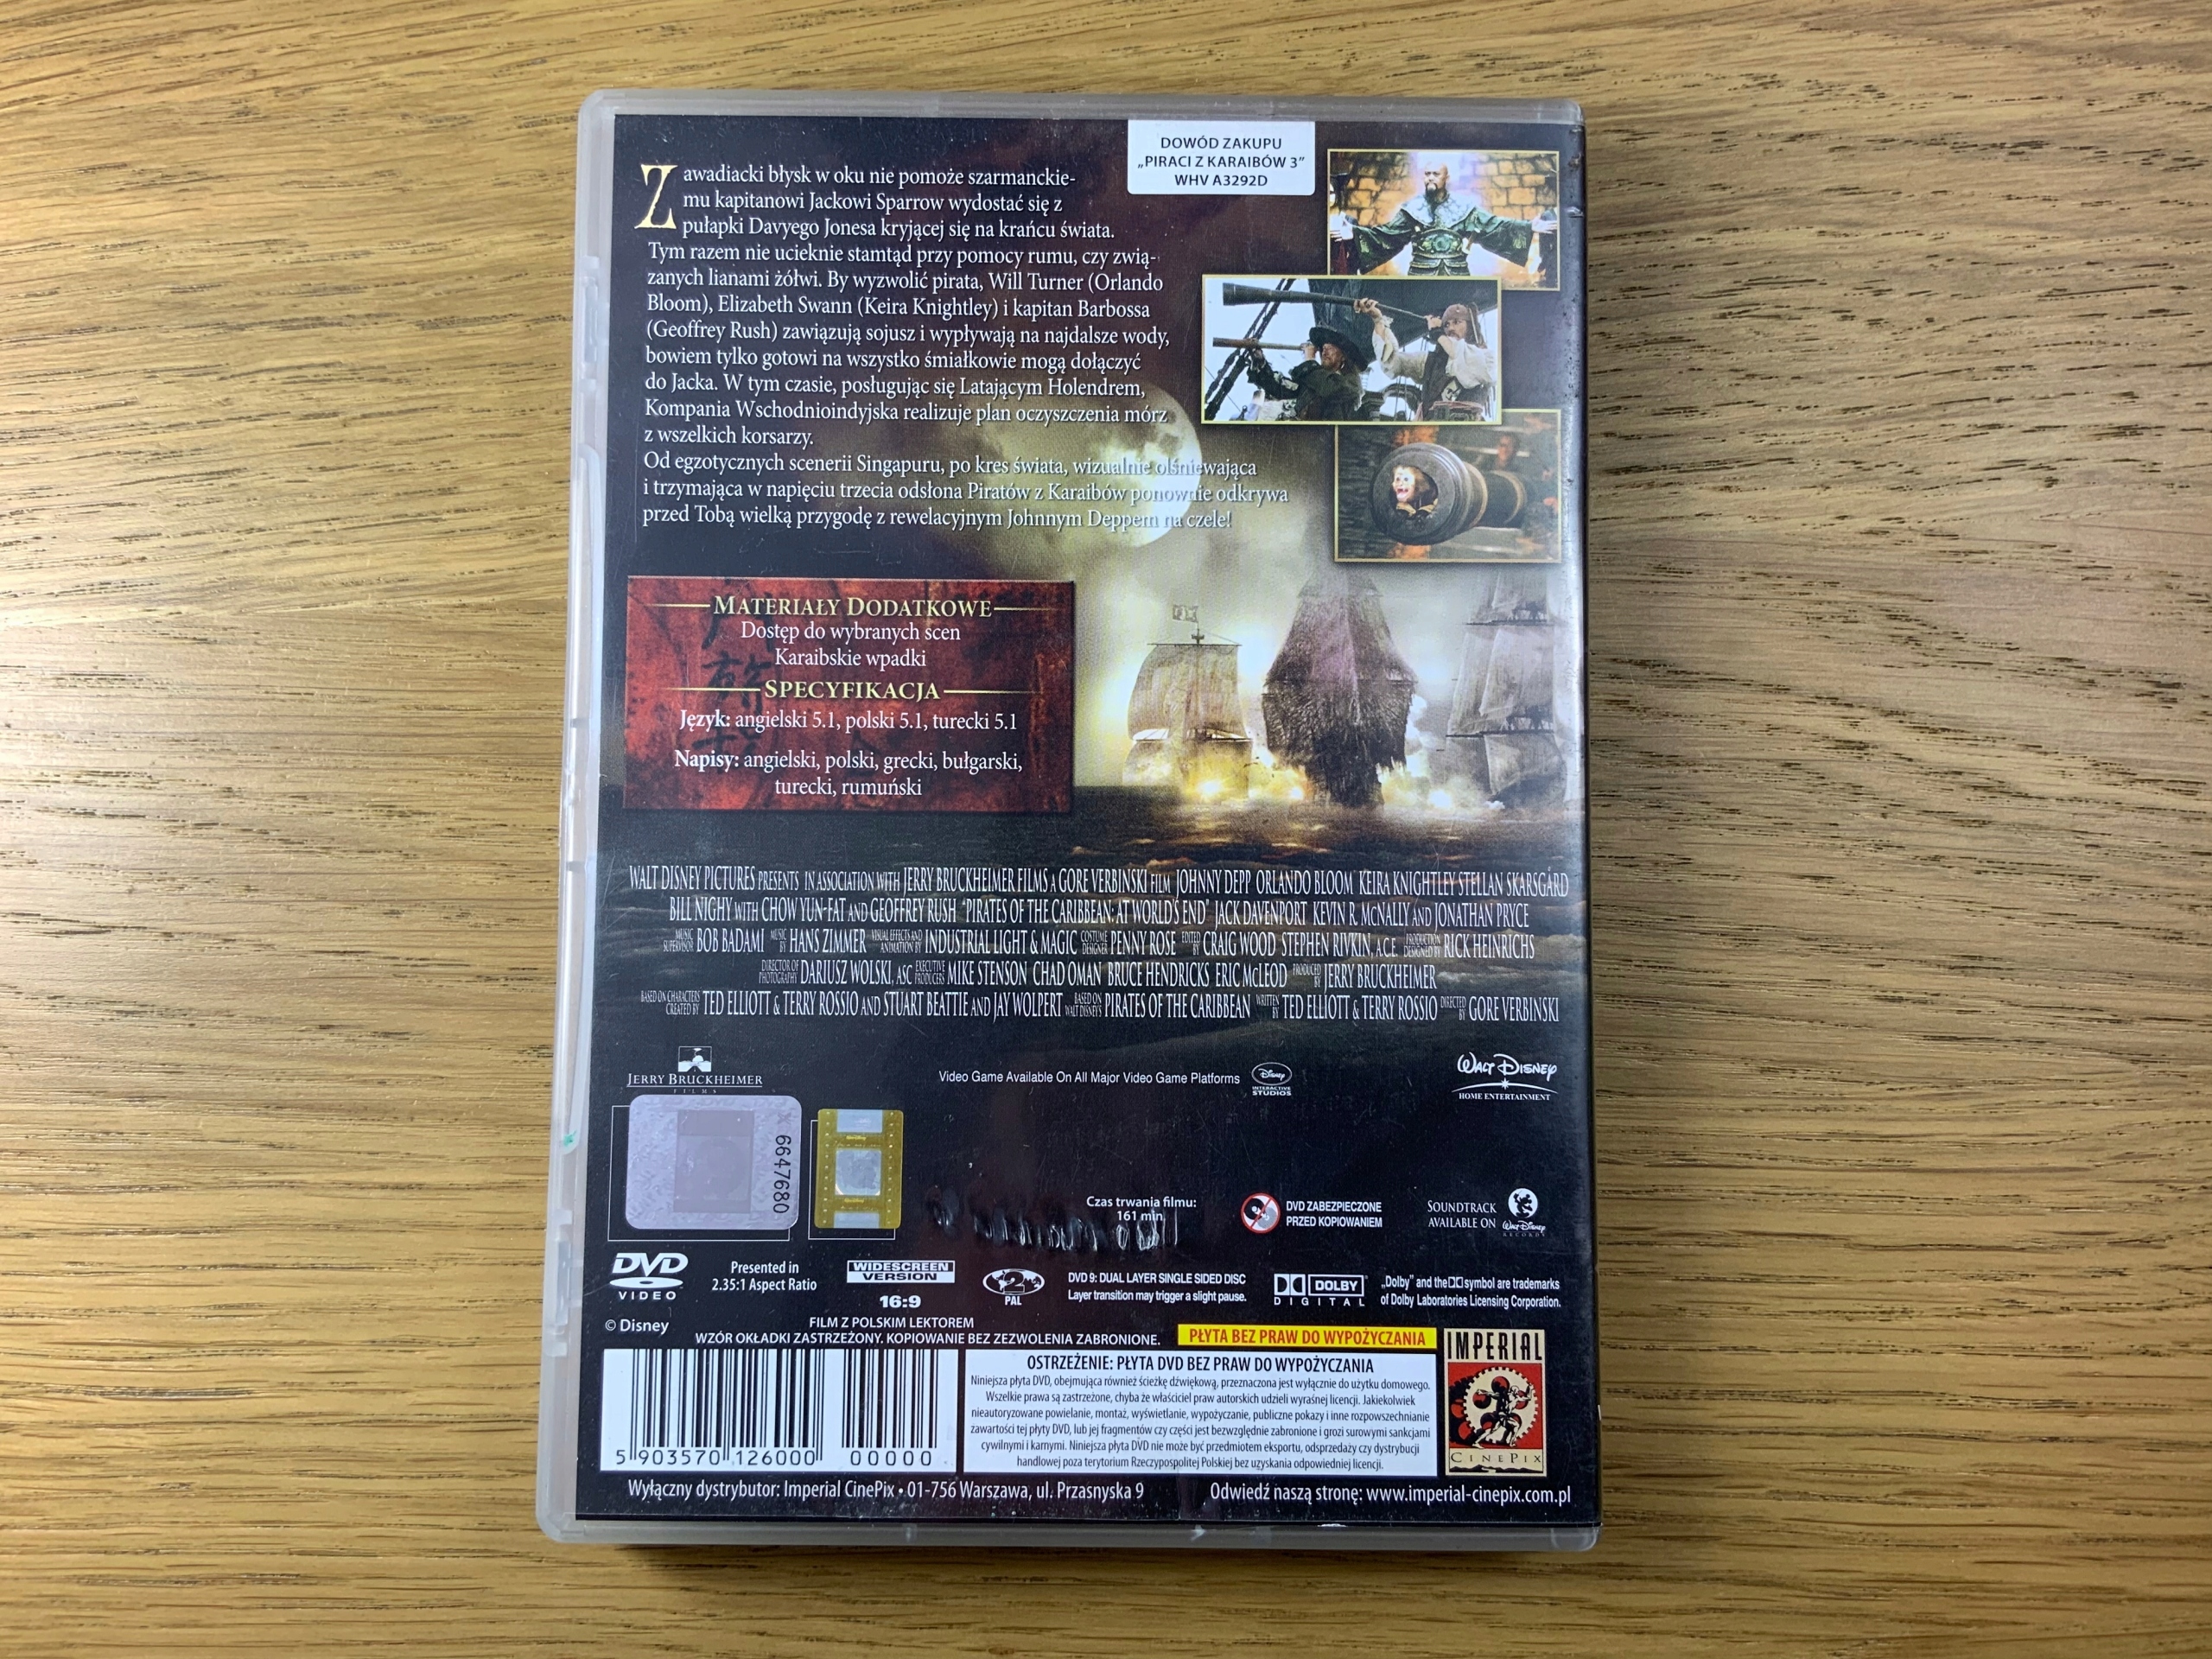 DOWÓD ZAKUPU
„PIRACI Z KARAIBÓW 3”
WHV A3292D
Zawadiacki błysk w oku nie pomoże szarmanckie-
mu kapitanowi Jackowi Sparrow wydostać się z
pułapki Davyego Jonesa kryjącej się na krańcu świata.
Tym razem nie ucieknie stamtąd przy pomocy rumu, czy zwią-
zanych lianami żółwi. By wyzwolić pirata, Will Turner (Orlando
Bloom), Elizabeth Swann (Keira Knightley) i kapitan Barbossa
(Geoffrey Rush) zawiązują sojusz i wypływają na najdalsze wody,
bowiem tylko gotowi na wszystko śmiałkowie mogą dołączyć
do Jacka. W tym czasie, posługując się Latającym Holendrem,
Kompania Wschodnioindyjska realizuje plan oczyszczenia mórz
z wszelkich korsarzy.
Od egzotycznych scenerii Singapuru, po kres świata, wizualnie olśniewająca
i trzymająca w napięciu trzecia odsłona Piratów z Karaibów ponownie odkrywa
przed Tobą wielką przygodę z rewelacyjnym Johnnym Deppem na czele!
MATERIAŁY DODATKOWE
Dostęp do wybranych scen
Karaibskie wpadki
SPECYFIKACJA
Język: angielski 5.1, polski 5.1, turecki 5.1
Napisy: angielski, polski, grecki, bułgarski,
turecki, rumuński
WALT DISNEY PICTURES PRESENTS IN ASSOCIATION WITH JERRY BRUCKHEIMER FILMS A GORE VERBINSKI FILM JOHNNY DEPP ORLANDO BLOOM KEIRA KNIGHTLEY STELLAN SKARSGÅRD
BILL NIGHY WITH CHOW YUN-FAT AND GEOFFREY RUSH "PIRATES OF THE CARIBBEAN: AT WORLD'S END" JACK DAVENPORT KEVIN R. MCNALLY AND JONATHAN PRYCE
MUSIC SUPERVISOR BOB BADAMI MUSIC BY HANS ZIMMER VISUAL EFFECTS AND ANIMATION BY INDUSTRIAL LIGHT & MAGIC COSTUME DESIGNER PENNY ROSE EDITED BY CRAIG WOOD STEPHEN RIVKIN, A.C.E. PRODUCTION DESIGNED BY RICK HEINRICHS
DIRECTOR OF PHOTOGRAPHY DARIUSZ WOLSKI, ASC EXECUTIVE PRODUCERS MIKE STENSON CHAD OMAN BRUCE HENDRICKS ERIC MCLEOD PRODUCED BY JERRY BRUCKHEIMER
BASED ON CHARACTERS CREATED BY TED ELLIOTT & TERRY ROSSIO AND STUART BEATTIE AND JAY WOLPERT BASED ON WALT DISNEY'S PIRATES OF THE CARIBBEAN WRITTEN BY TED ELLIOTT & TERRY ROSSIO DIRECTED BY GORE VERBINSKI
JERRY BRUCKHEIMER
FILMS
Video Game Available On All Major Video Game Platforms
Disney
INTERACTIVE
STUDIOS
WALT DISNEY
HOME ENTERTAINMENT
6647680
Czas trwania filmu:
161 min.
DVD ZABEZPIECZONE
PRZED KOPIOWANIEM
SOUNDTRACK
AVAILABLE ON
WALT DISNEY
RECORDS
DVD
VIDEO
Presented in
2.35:1 Aspect Ratio
WIDESCREEN
VERSION
16:9
2
PAL
DVD 9: DUAL LAYER SINGLE SIDED DISC
Layer transition may trigger a slight pause.
DOLBY
DIGITAL
„Dolby” and the symbol are trademarks
of Dolby Laboratories Licensing Corporation.
© Disney
FILM Z POLSKIM LEKTOREM
WZÓR OKŁADKI ZASTRZEŻONY, KOPIOWANIE BEZ ZEZWOLENIA ZABRONIONE.
PŁYTA BEZ PRAW DO WYPOŻYCZANIA
OSTRZEŻENIE: PŁYTA DVD BEZ PRAW DO WYPOŻYCZANIA
Niniejsza płyta DVD, obejmująca również ścieżkę dźwiękową, przeznaczona jest wyłącznie do użytku domowego.
Wszelkie prawa są zastrzeżone, chyba że właściciel praw autorskich udzieli wyraśnej licencji. Jakiekolwiek
nieautoryzowane powielanie, montaż, wyświetlanie, wypożyczanie, publiczne pokazy i inne rozpowszechnianie
zawartości tej płyty DVD, lub jej fragmentów czy części jest bezwzględnie zabronione i grozi surowymi sankcjami
cywilnymi i karnymi. Niniejsza płyta DVD nie może być przedmiotem eksportu, odsprzedaży czy dystrybucji
handlowej poza terytorium Rzeczypospolitej Polskiej bez uzyskania odpowiedniej licencji.
IMPERIAL
CINEPIX
5 903570 126000 00000
Wyłączny dystrybutor: Imperial CinePix • 01-756 Warszawa, ul. Przasnyska 9
Odwiedź naszą stronę: www.imperial-cinepix.com.pl